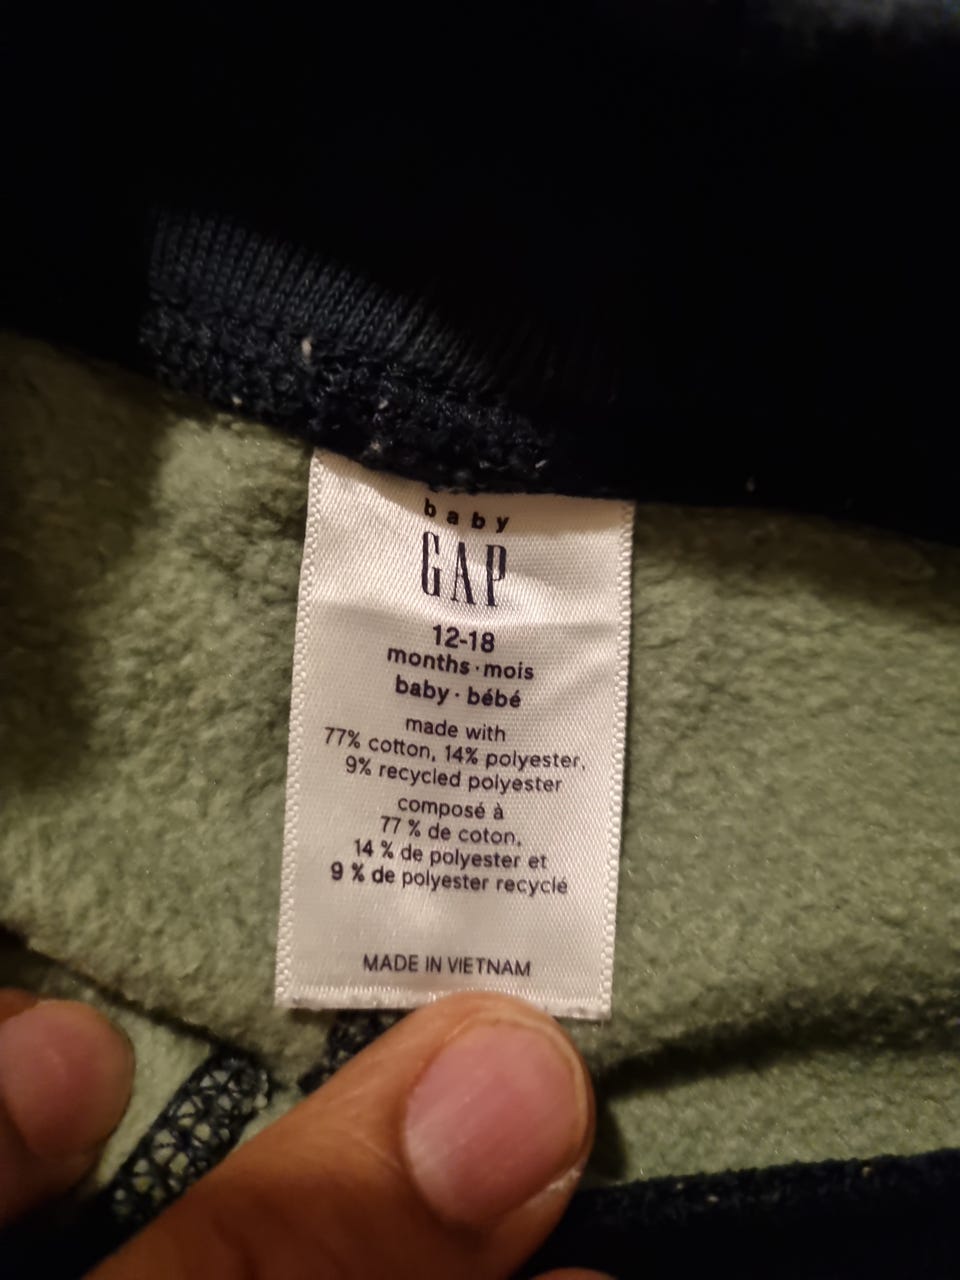 baby
GAP
12-18
months · mois
baby · bébé
made with
77% cotton, 14% polyester,
9% recycled polyester
composé à
77 % de coton,
14 % de polyester et
9 % de polyester recyclé
MADE IN VIETNAM